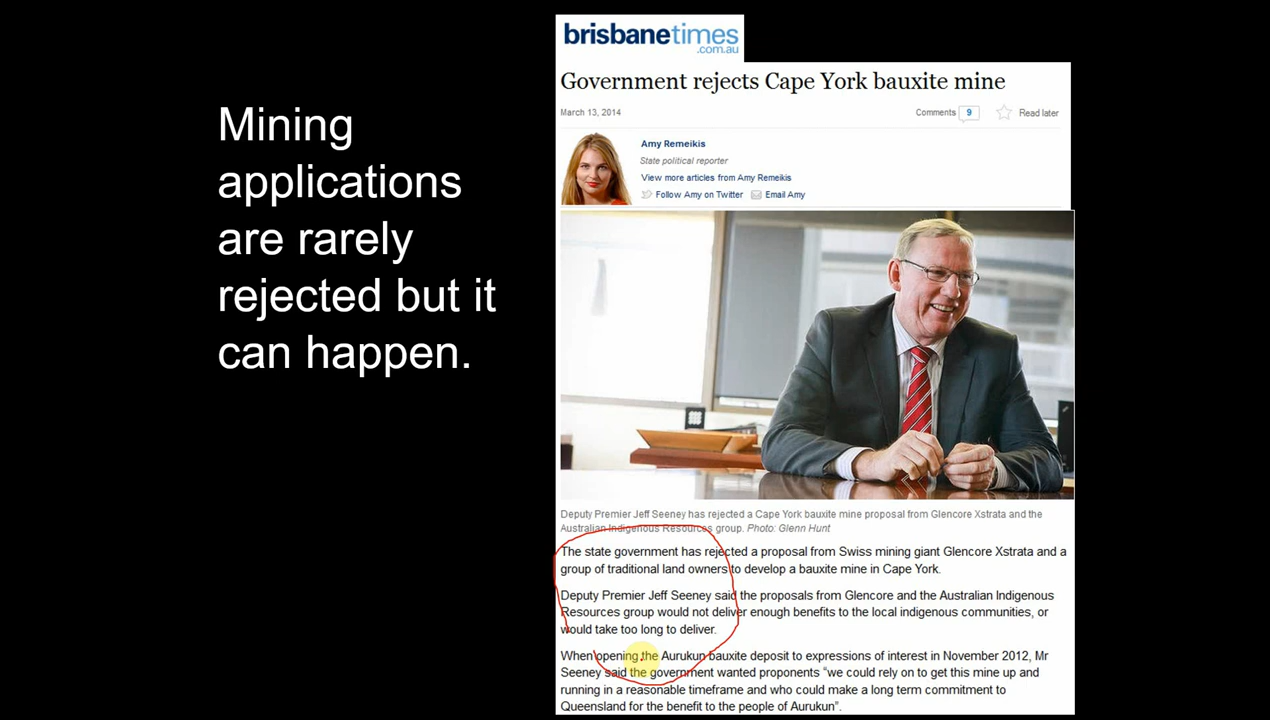 Mining
applications
are rarely
rejected but it
can happen.
brisbanetimes
.com.au
Government rejects Cape York bauxite mine
March 13, 2014
Comments 9 Read later
Amy Remeikis
State political reporter
View more articles from Amy Remeikis
Follow Amy on Twitter Email Amy
Deputy Premier Jeff Seeney has rejected a Cape York bauxite mine proposal from Glencore Xstrata and the
Australian Indigenous Resources group. Photo: Glenn Hunt
The state government has rejected a proposal from Swiss mining giant Glencore Xstrata and a
group of traditional land owners to develop a bauxite mine in Cape York.
Deputy Premier Jeff Seeney said the proposals from Glencore and the Australian Indigenous
Resources group would not deliver enough benefits to the local indigenous communities, or
would take too long to deliver.
When opening the Aurukun bauxite deposit to expressions of interest in November 2012, Mr
Seeney said the government wanted proponents “we could rely on to get this mine up and
running in a reasonable timeframe and who could make a long term commitment to
Queensland for the benefit to the people of Aurukun”.